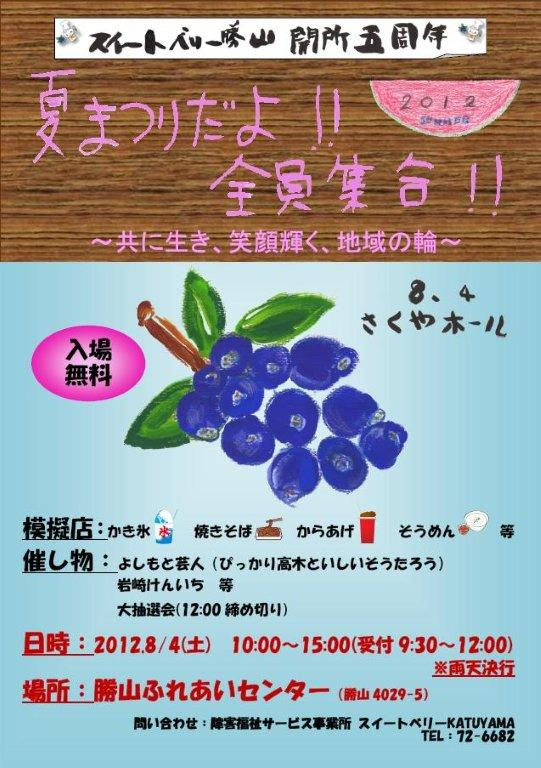 スイートベリー勝山 開所五周年
2012
夏まつりだよ!!
全員集合!!
～共に生き、笑顔輝く、地域の輪～
8、4
さくやホール
入場
無料
模擬店：かき氷 氷 焼きそば からあげ そうめん 等
催し物：よしもと芸人（ぴっかり高木といしいそうたろう）
岩崎けんいち 等
大抽選会(12:00 締め切り)
日時：2012.8/4(土) 10:00～15:00(受付 9:30～12:00)
※雨天決行
場所：勝山ふれあいセンター（勝山 4029-5)
問い合わせ：障害福祉サービス事業所 スイートベリーKATUYAMA
TEL：72-6682